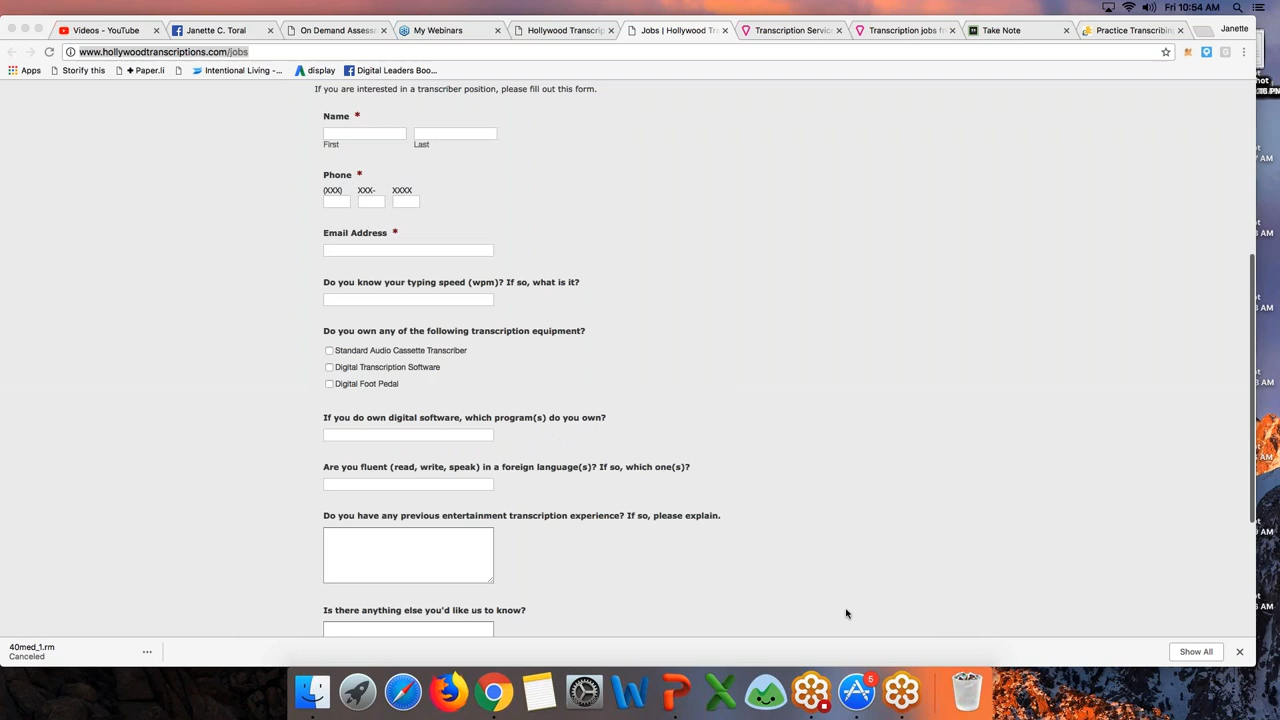 Fri 10:54 AM
Videos - YouTube
Janette C. Toral
On Demand Assess
My Webinars
Hollywood Transcrip
Jobs | Hollywood Tra
Transcription Servic
Transcription jobs fr
Take Note
Practice Transcribing
Janette
www.hollywoodtranscriptions.com/jobs
Apps
Storify this
+ Paper.li
Intentional Living -...
display
Digital Leaders Boo...
If you are interested in a transcriber position, please fill out this form.
Name *
First Last
Phone *
(XXX) XXX- XXXX
Email Address *
Do you know your typing speed (wpm)? If so, what is it?
Do you own any of the following transcription equipment?
Standard Audio Cassette Transcriber
Digital Transcription Software
Digital Foot Pedal
If you do own digital software, which program(s) do you own?
Are you fluent (read, write, speak) in a foreign language(s)? If so, which one(s)?
Do you have any previous entertainment transcription experience? If so, please explain.
Is there anything else you'd like us to know?
40med_1.rm
Canceled
Show All
5